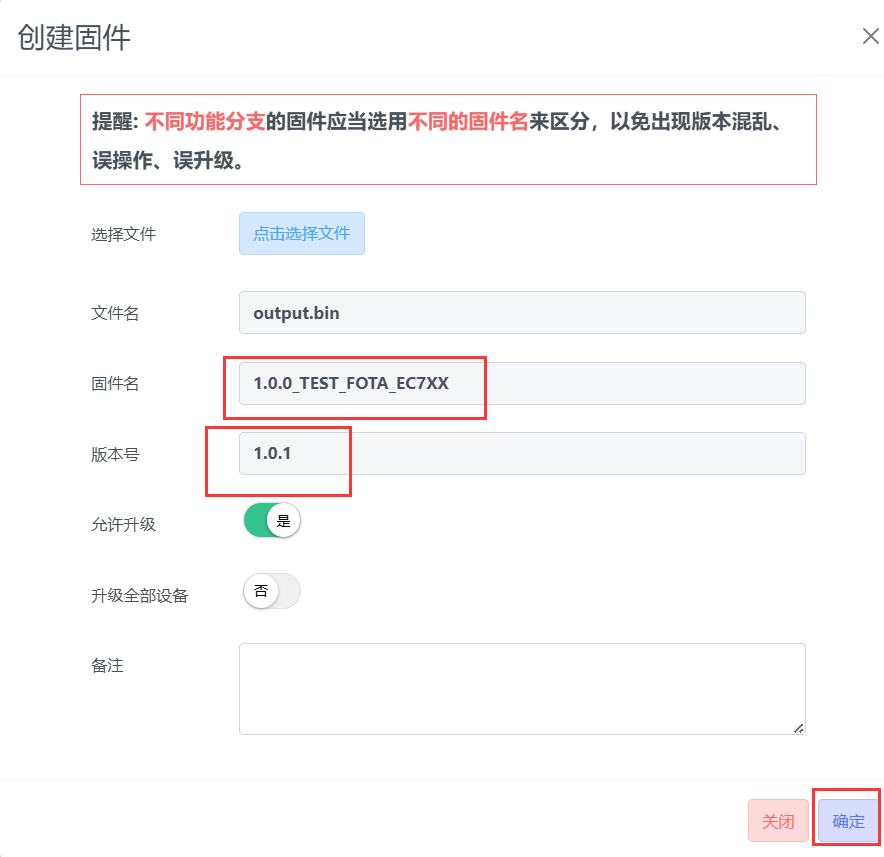 创建固件
提醒: 不同功能分支的固件应当选用不同的固件名来区分，以免出现版本混乱、
误操作、误升级。
选择文件 点击选择文件
文件名 output.bin
固件名 1.0.0_TEST_FOTA_EC7XX
版本号 1.0.1
允许升级 是
升级全部设备 否
备注
关闭 确定